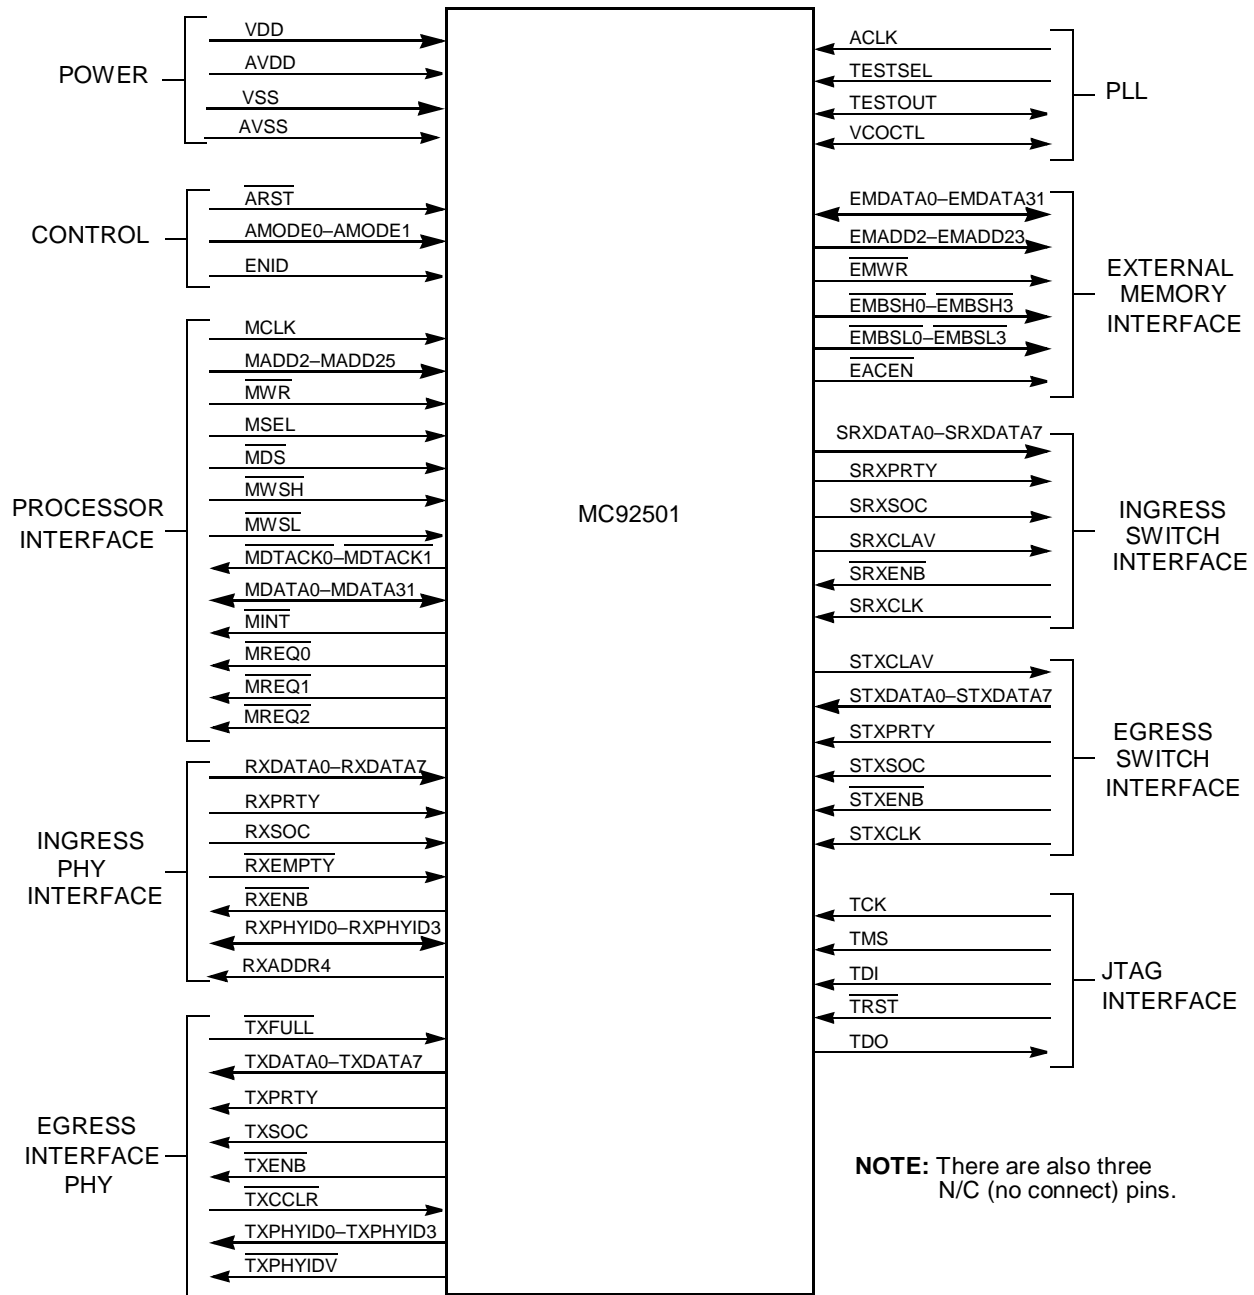 POWER
VDD
AVDD
VSS
AVSS
CONTROL
ARST
AMODE0–AMODE1
ENID
PROCESSOR
INTERFACE
MCLK
MADD2–MADD25
MWR
MSEL
MDS
MWSH
MWSL
MDTACK0–MDTACK1
MDATA0–MDATA31
MINT
MREQ0
MREQ1
MREQ2
INGRESS
PHY
INTERFACE
RXDATA0–RXDATA7
RXPRTY
RXSOC
RXEMPTY
RXENB
RXPHYID0–RXPHYID3
RXADDR4
EGRESS
INTERFACE
PHY
TXFULL
TXDATA0–TXDATA7
TXPRTY
TXSOC
TXENB
TXCCLR
TXPHYID0–TXPHYID3
TXPHYIDV
MC92501
ACLK
TESTSEL
TESTOUT
VCOCTL
PLL
EMDATA0–EMDATA31
EMADD2–EMADD23
EMWR
EMBSH0–EMBSH3
EMBSL0–EMBSL3
EACEN
EXTERNAL
MEMORY
INTERFACE
SRXDATA0–SRXDATA7
SRXPRTY
SRXSOC
SRXCLAV
SRXENB
SRXCLK
INGRESS
SWITCH
INTERFACE
STXCLAV
STXDATA0–STXDATA7
STXPRTY
STXSOC
STXENB
STXCLK
EGRESS
SWITCH
INTERFACE
TCK
TMS
TDI
TRST
TDO
JTAG
INTERFACE
NOTE: There are also three
N/C (no connect) pins.